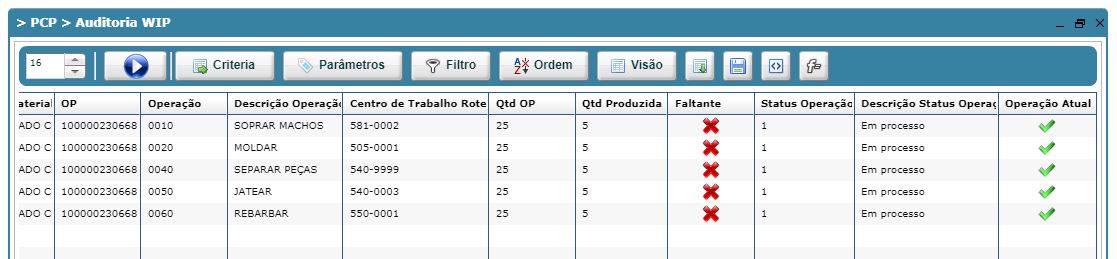 > PCP > Auditoria WIP
16 Criteria Parâmetros Filtro Ordem Visão
aterial OP Operação Descrição Operação Centro de Trabalho Rote Qtd OP Qtd Produzida Faltante Status Operação Descrição Status Operaç Operação Atual
ADO C 100000230668 0010 SOPRAR MACHOS 581-0002 25 5 1 Em processo
ADO C 100000230668 0020 MOLDAR 505-0001 25 5 1 Em processo
ADO C 100000230668 0040 SEPARAR PEÇAS 540-9999 25 5 1 Em processo
ADO C 100000230668 0050 JATEAR 540-0003 25 5 1 Em processo
ADO C 100000230668 0060 REBARBAR 550-0001 25 5 1 Em processo